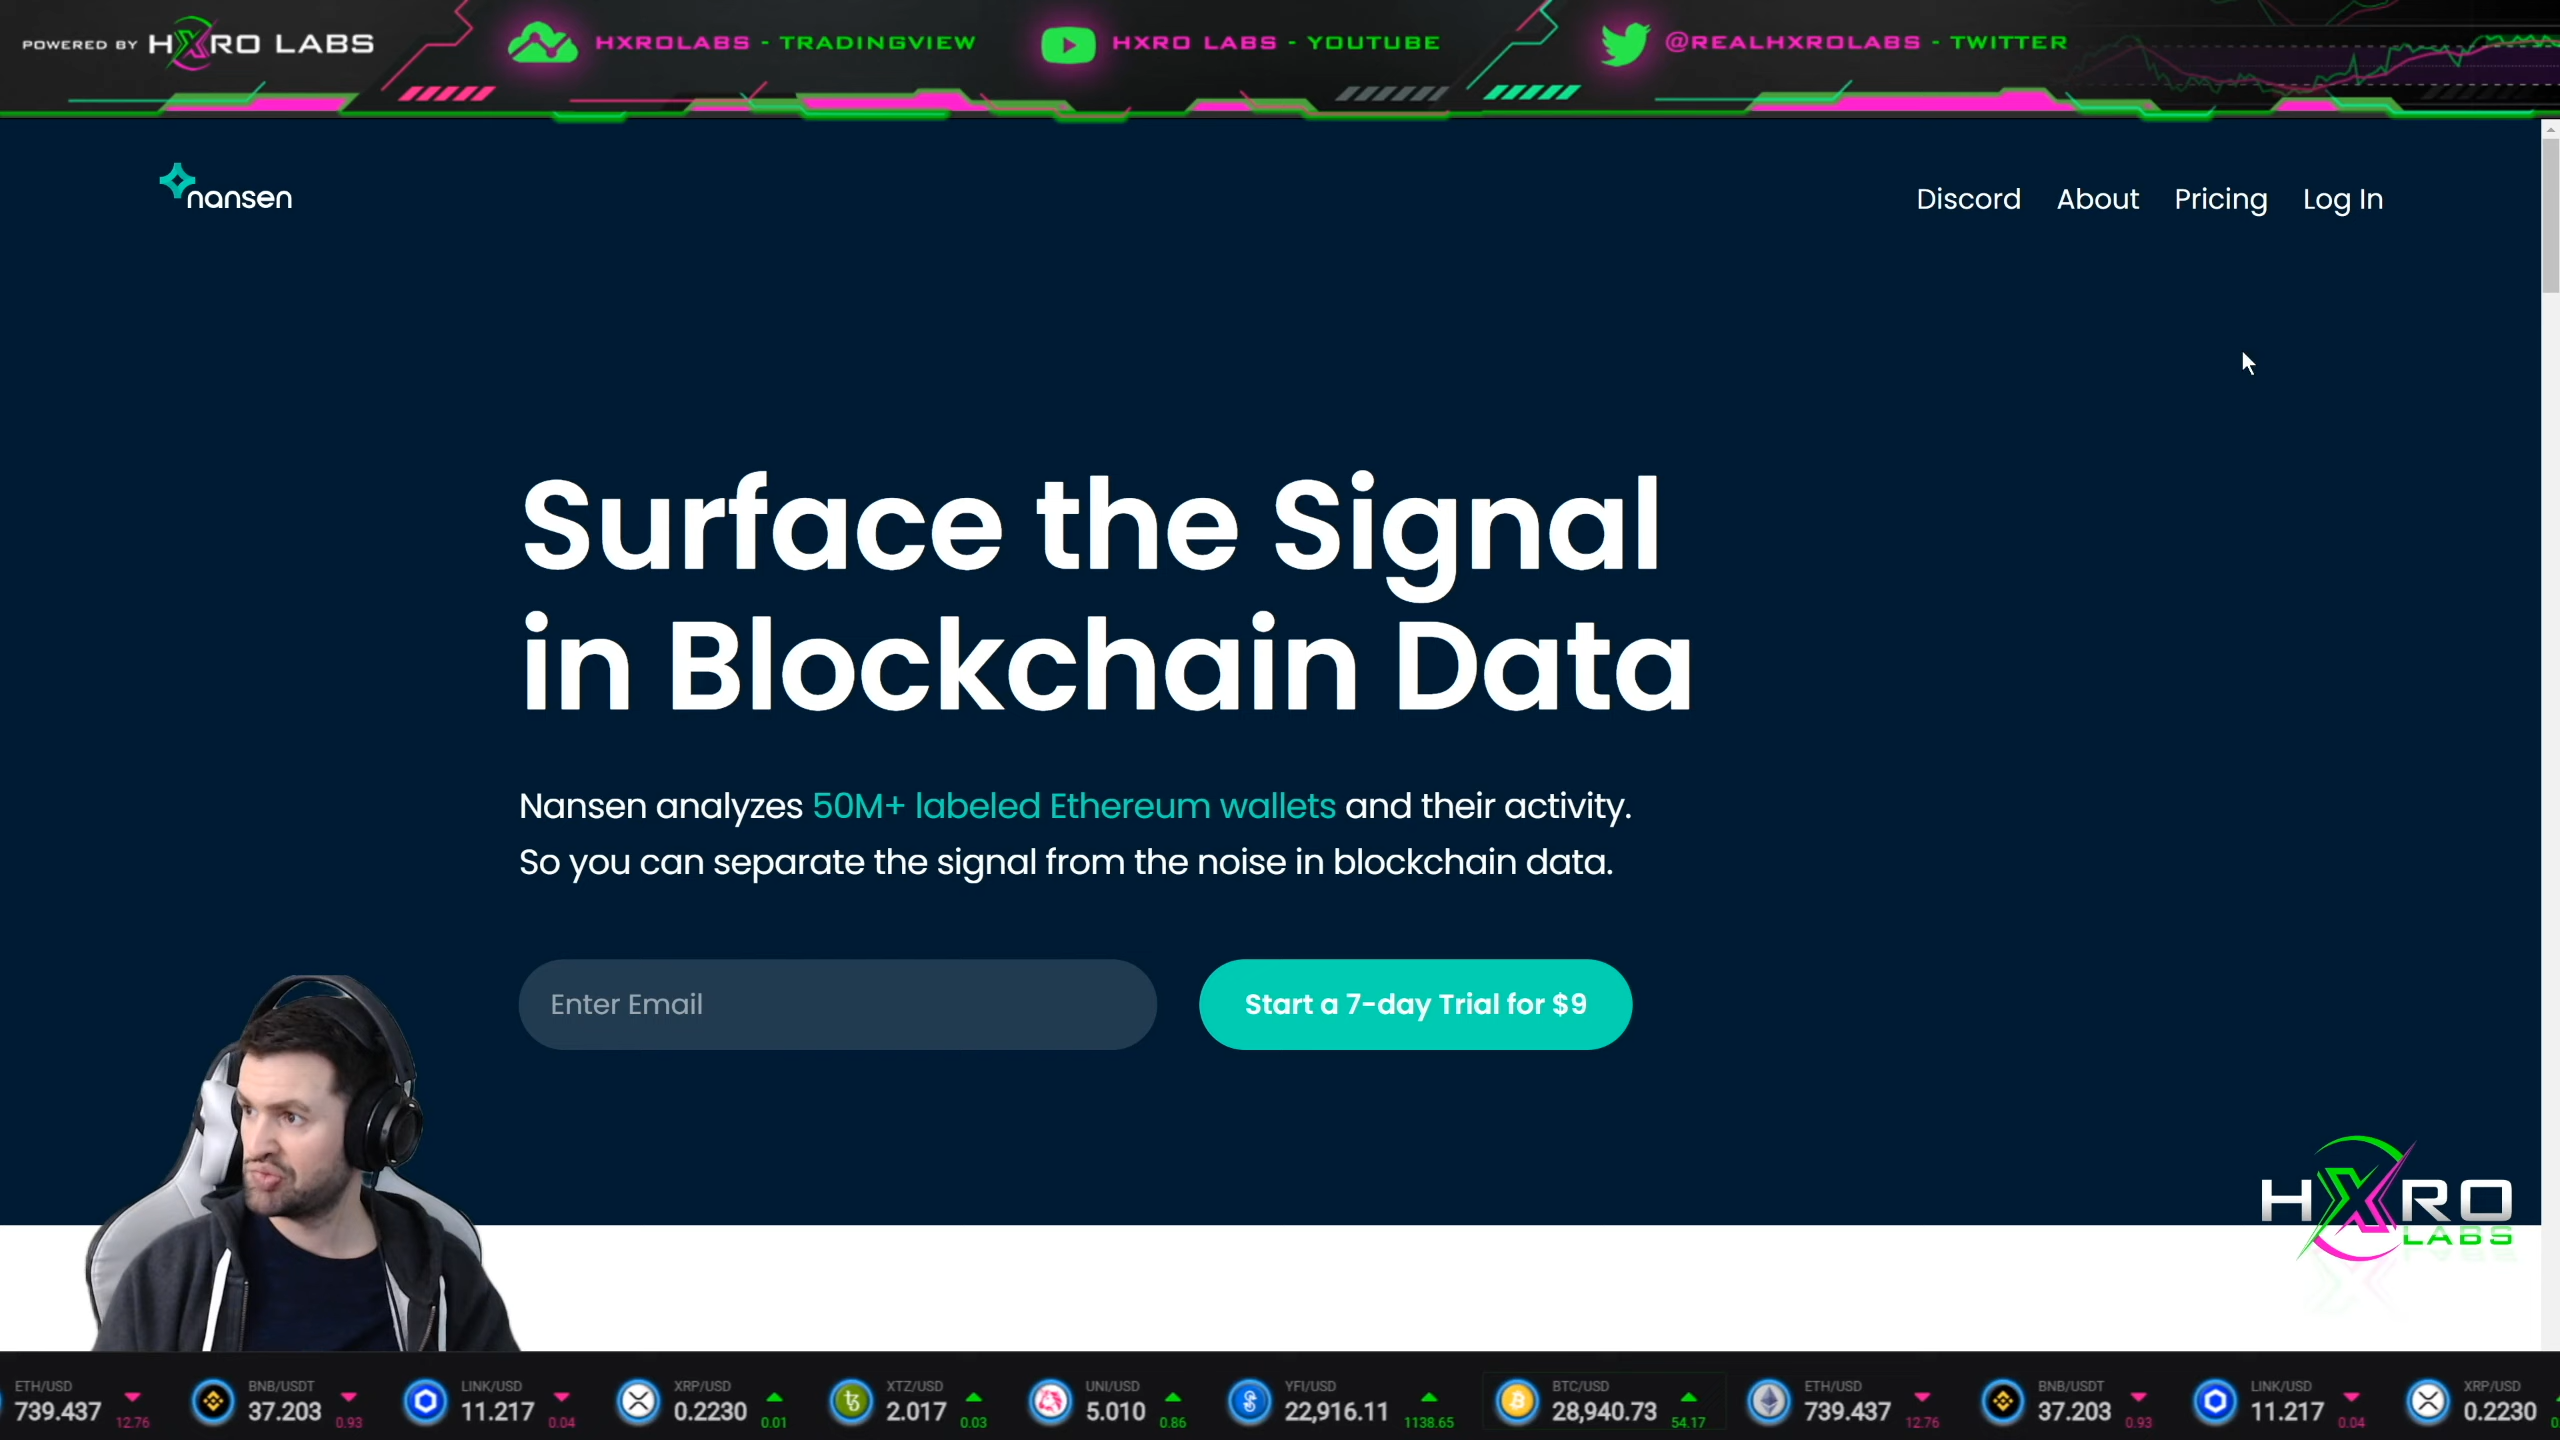 POWERED BY HXRO LABS
HXROLABS - TRADINGVIEW
HXRO LABS - YOUTUBE
@REALHXROLABS - TWITTER
nansen
Discord About Pricing Log In
Surface the Signal
in Blockchain Data
Nansen analyzes 50M+ labeled Ethereum wallets and their activity.
So you can separate the signal from the noise in blockchain data.
Enter Email
Start a 7-day Trial for $9
HXRO
LABS
ETH/USD
739.437 12.76
BNB/USDT
37.203 0.93
LINK/USD
11.217 0.04
XRP/USD
0.2230 0.01
XTZ/USD
2.017 0.03
UNI/USD
5.010 0.86
YFI/USD
22,916.11 1138.65
BTC/USD
28,940.73 54.17
ETH/USD
739.437 12.76
BNB/USDT
37.203 0.93
LINK/USD
11.217 0.04
XRP/USD
0.2230